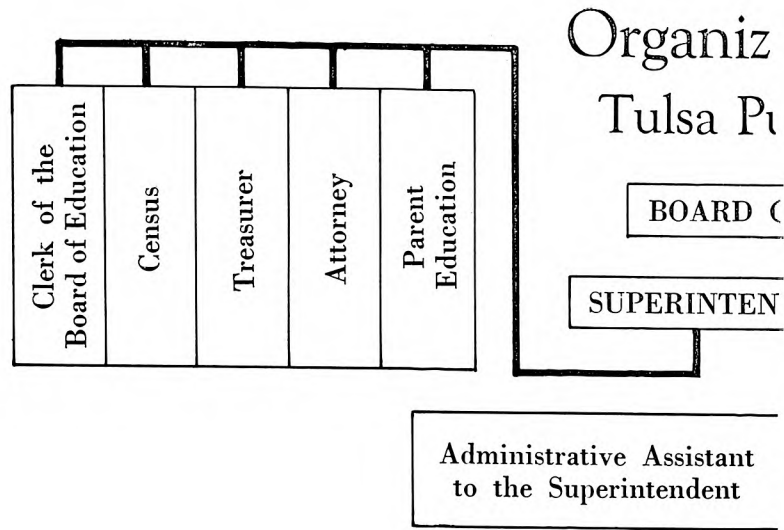 Organiz
Tulsa Pu
BOARD
SUPERINTEN
Clerk of the
Board of Education
Census
Treasurer
Attorney
Parent
Education
Administrative Assistant
to the Superintendent